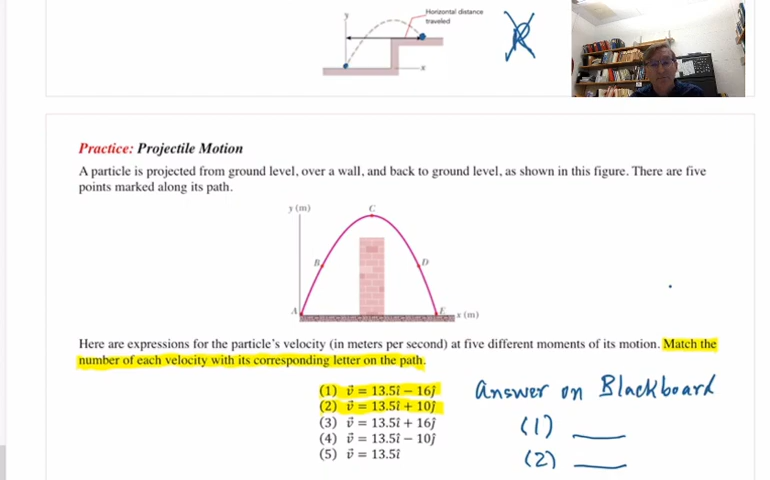 y
Horizontal distance
traveled
x
Practice: Projectile Motion
A particle is projected from ground level, over a wall, and back to ground level, as shown in this figure. There are five
points marked along its path.
y (m)
C
B
D
A
E
x (m)
Here are expressions for the particle's velocity (in meters per second) at five different moments of its motion. Match the
number of each velocity with its corresponding letter on the path.
(1) v⃗ = 13.5î − 16ĵ
(2) v⃗ = 13.5î + 10ĵ
(3) v⃗ = 13.5î + 16ĵ
(4) v⃗ = 13.5î − 10ĵ
(5) v⃗ = 13.5î
Answer on Blackboard
(1) ___
(2) ___